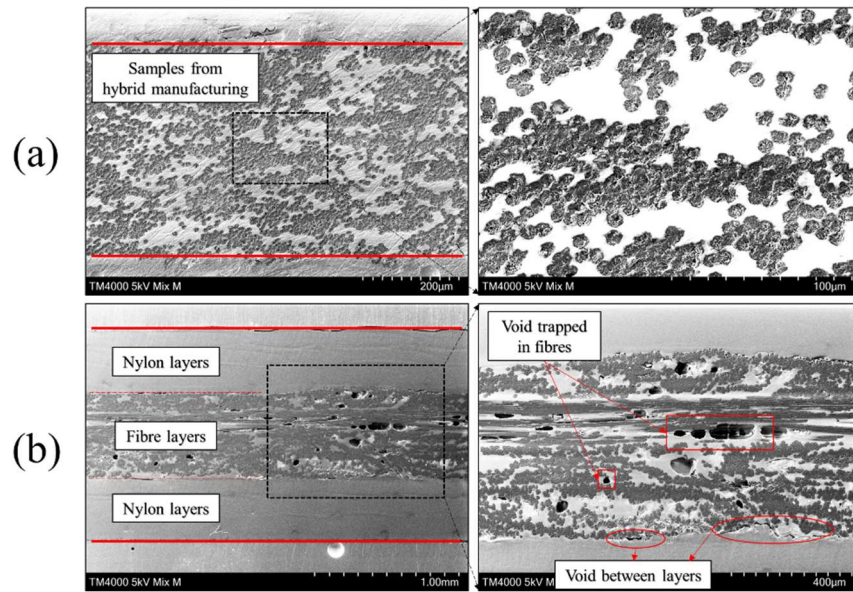 (a)
Samples from
hybrid manufacturing
TM4000 5kV Mix M
200μm
TM4000 5kV Mix M
100μm
(b)
Nylon layers
Fibre layers
Nylon layers
TM4000 5kV Mix M
1.00mm
Void trapped
in fibres
Void between layers
TM4000 5kV Mix M
400μm